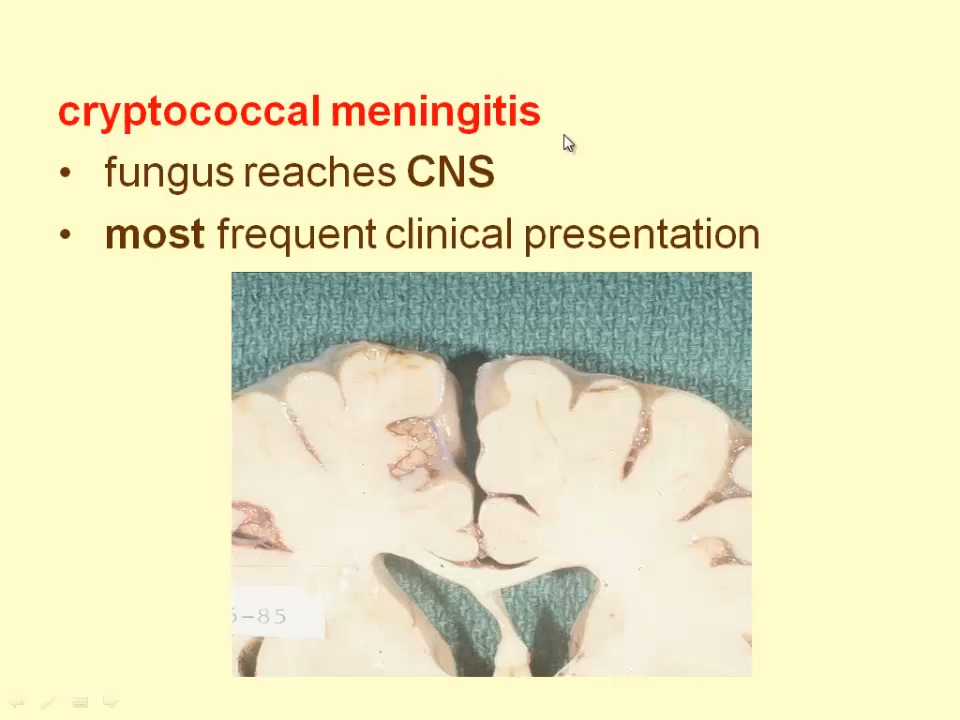 cryptococcal meningitis
• fungus reaches CNS
• most frequent clinical presentation
-85